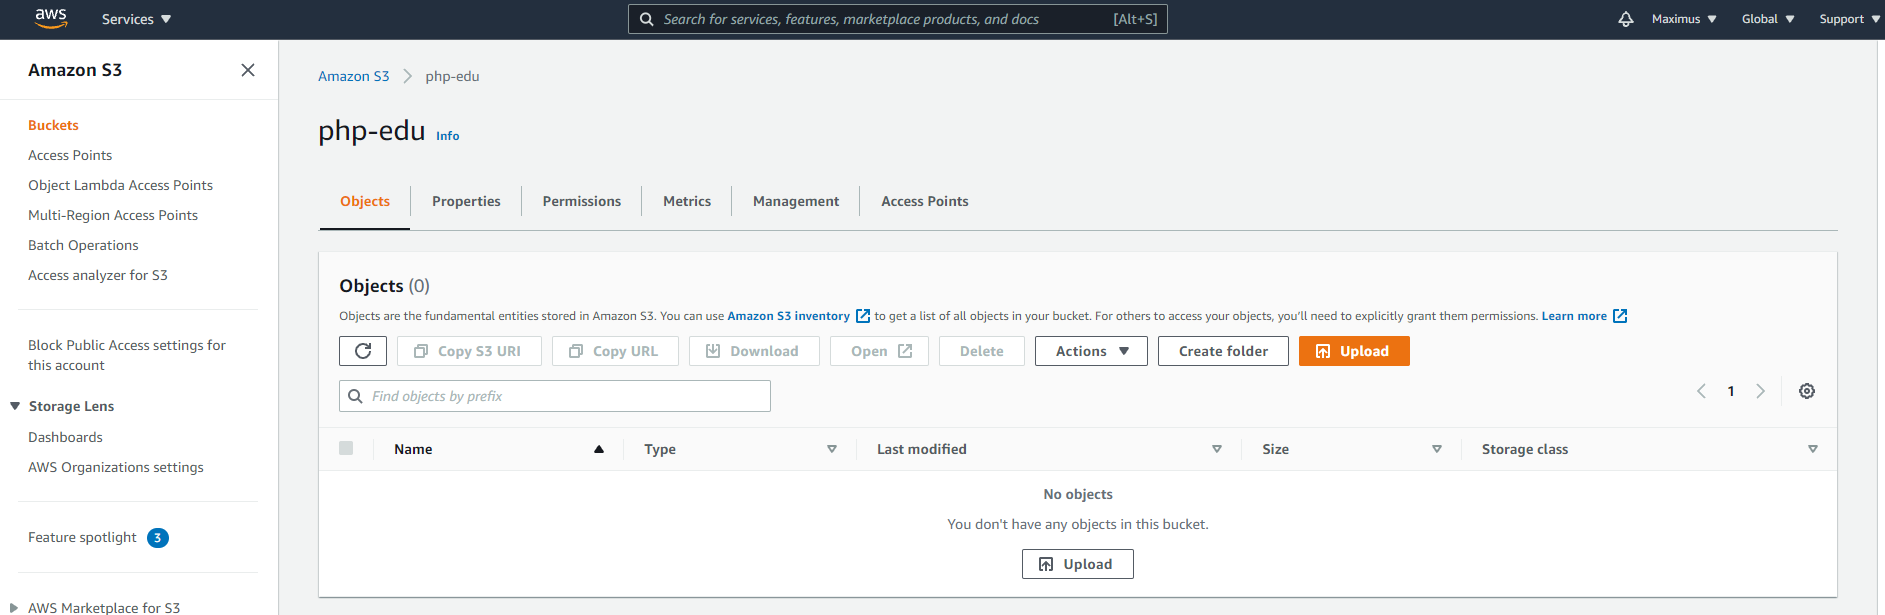 aws Services Search for services, features, marketplace products, and docs [Alt+S] Maximus Global Support
Amazon S3
Buckets
Access Points
Object Lambda Access Points
Multi-Region Access Points
Batch Operations
Access analyzer for S3
Block Public Access settings for
this account
Storage Lens
Dashboards
AWS Organizations settings
Feature spotlight 3
AWS Marketplace for S3
Amazon S3 php-edu
php-edu Info
Objects Properties Permissions Metrics Management Access Points
Objects (0)
Objects are the fundamental entities stored in Amazon S3. You can use Amazon S3 inventory to get a list of all objects in your bucket. For others to access your objects, you'll need to explicitly grant them permissions. Learn more
Copy S3 URI Copy URL Download Open Delete Actions Create folder Upload
Find objects by prefix 1
Name Type Last modified Size Storage class
No objects
You don't have any objects in this bucket.
Upload